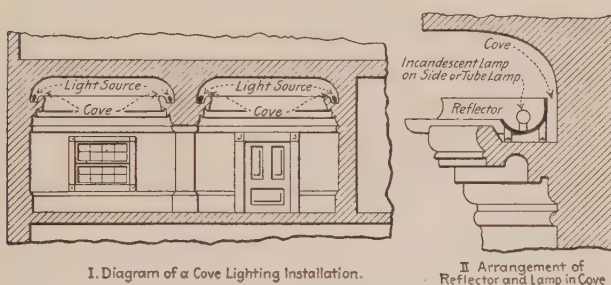 Light Source
Light Source
Cove
Cove
I. Diagram of a Cove Lighting Installation.
Cove
Incandescent Lamp
on Side or Tube Lamp
Reflector
II Arrangement of
Reflector and Lamp in Cove